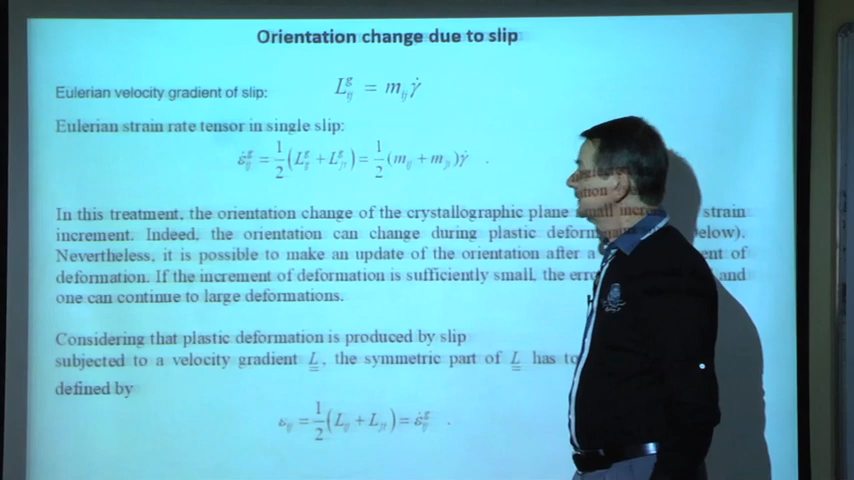 Orientation change due to slip
Eulerian velocity gradient of slip: L^g_ij = m_ij γ̇
Eulerian strain rate tensor in single slip:
ε̇^g_ij = 1/2 (L^g_ij + L^g_ji) = 1/2 (m_ij + m_ji) γ̇ .
In this treatment, the orientation change of the crystallographic plane strain
increment. Indeed, the orientation can change during plastic below).
Nevertheless, it is possible to make an update of the orientation after a of
deformation. If the increment of deformation is sufficiently small, the and
one can continue to large deformations.
Considering that plastic deformation is produced by slip
subjected to a velocity gradient L, the symmetric part of L has to
defined by
ε_ij = 1/2 (L_ij + L_ji) = ε̇^g_ij .